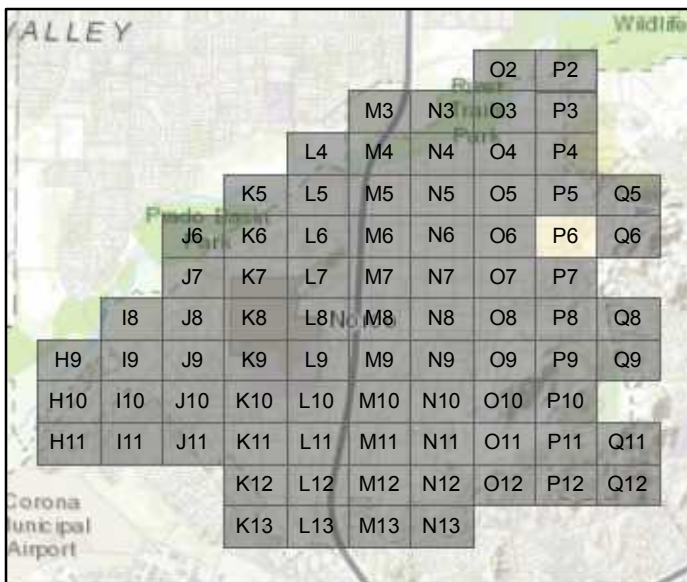 VALLEY
Wildlife
O2 P2
River
M3 N3 O3 P3
Trails
Park
L4 M4 N4 O4 P4
K5 L5 M5 N5 O5 P5 Q5
Prado Basin
J6 K6 L6 M6 N6 O6 P6 Q6
Park
J7 K7 L7 M7 N7 O7 P7
I8 J8 K8 L8 M8 N8 O8 P8 Q8
Norco
H9 I9 J9 K9 L9 M9 N9 O9 P9 Q9
H10 I10 J10 K10 L10 M10 N10 O10 P10
H11 I11 J11 K11 L11 M11 N11 O11 P11 Q11
K12 L12 M12 N12 O12 P12 Q12
Corona
Municipal
Airport
K13 L13 M13 N13